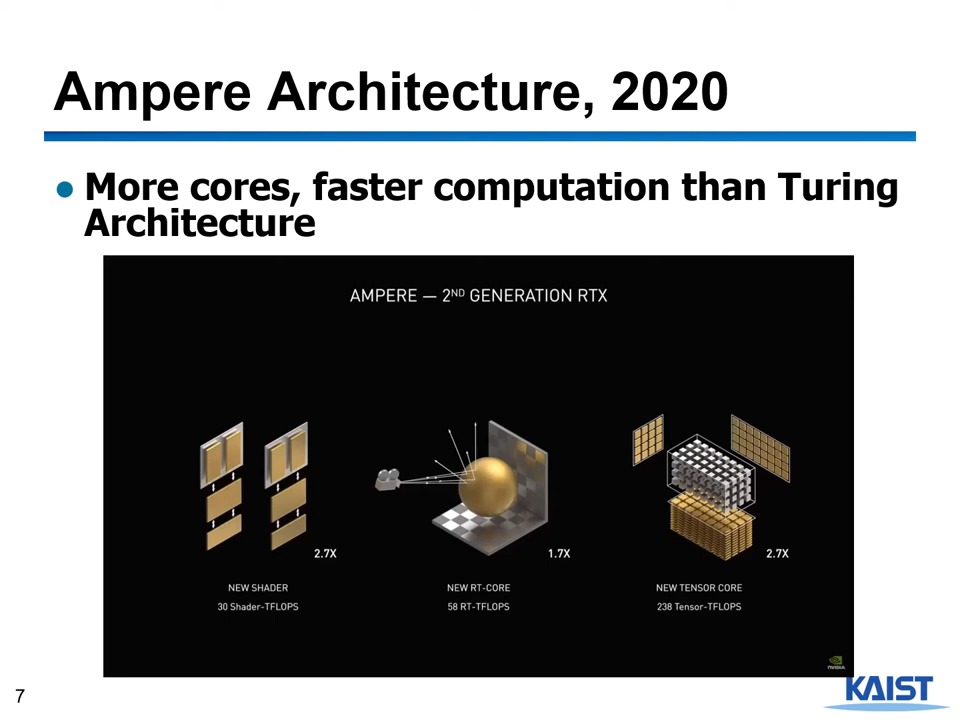 Ampere Architecture, 2020
● More cores, faster computation than Turing
Architecture
AMPERE — 2ND GENERATION RTX
2.7X
1.7X
2.7X
NEW SHADER
30 Shader-TFLOPS
NEW RT-CORE
58 RT-TFLOPS
NEW TENSOR CORE
238 Tensor-TFLOPS
NVIDIA
7
KAIST